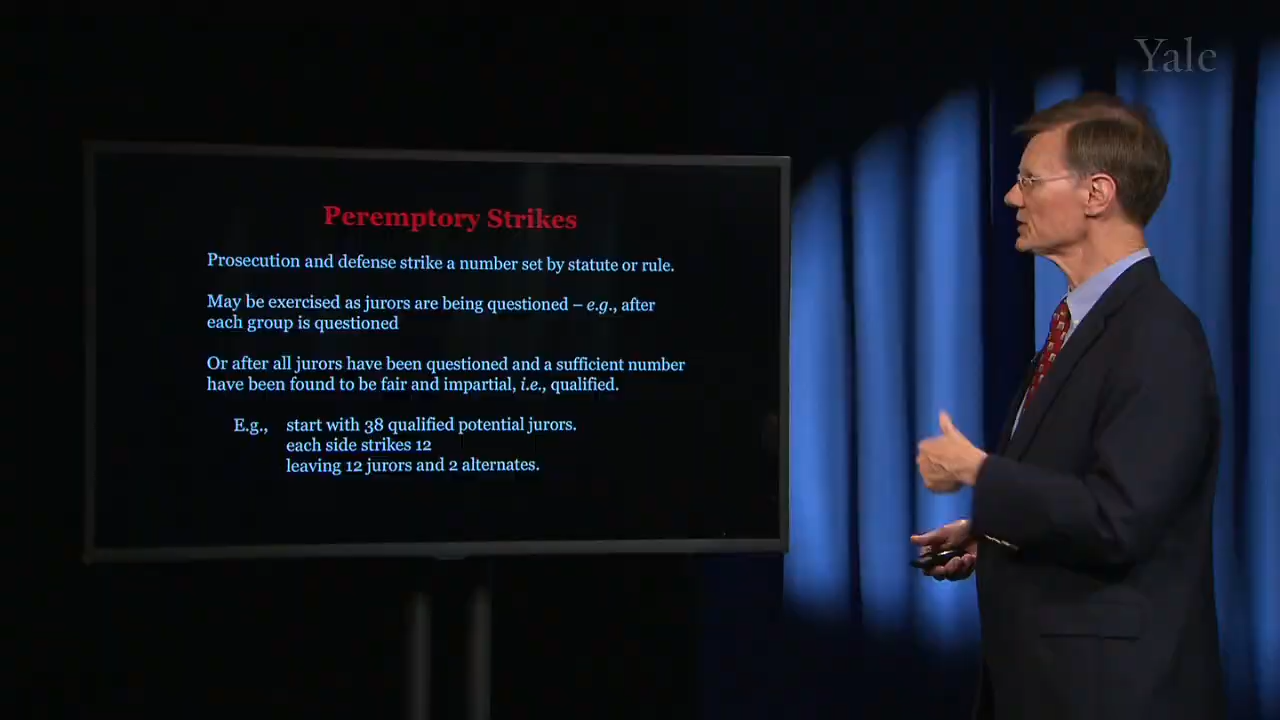 Yale
Peremptory Strikes
Prosecution and defense strike a number set by statute or rule.
May be exercised as jurors are being questioned – e.g., after
each group is questioned
Or after all jurors have been questioned and a sufficient number
have been found to be fair and impartial, i.e., qualified.
E.g., start with 38 qualified potential jurors.
each side strikes 12
leaving 12 jurors and 2 alternates.